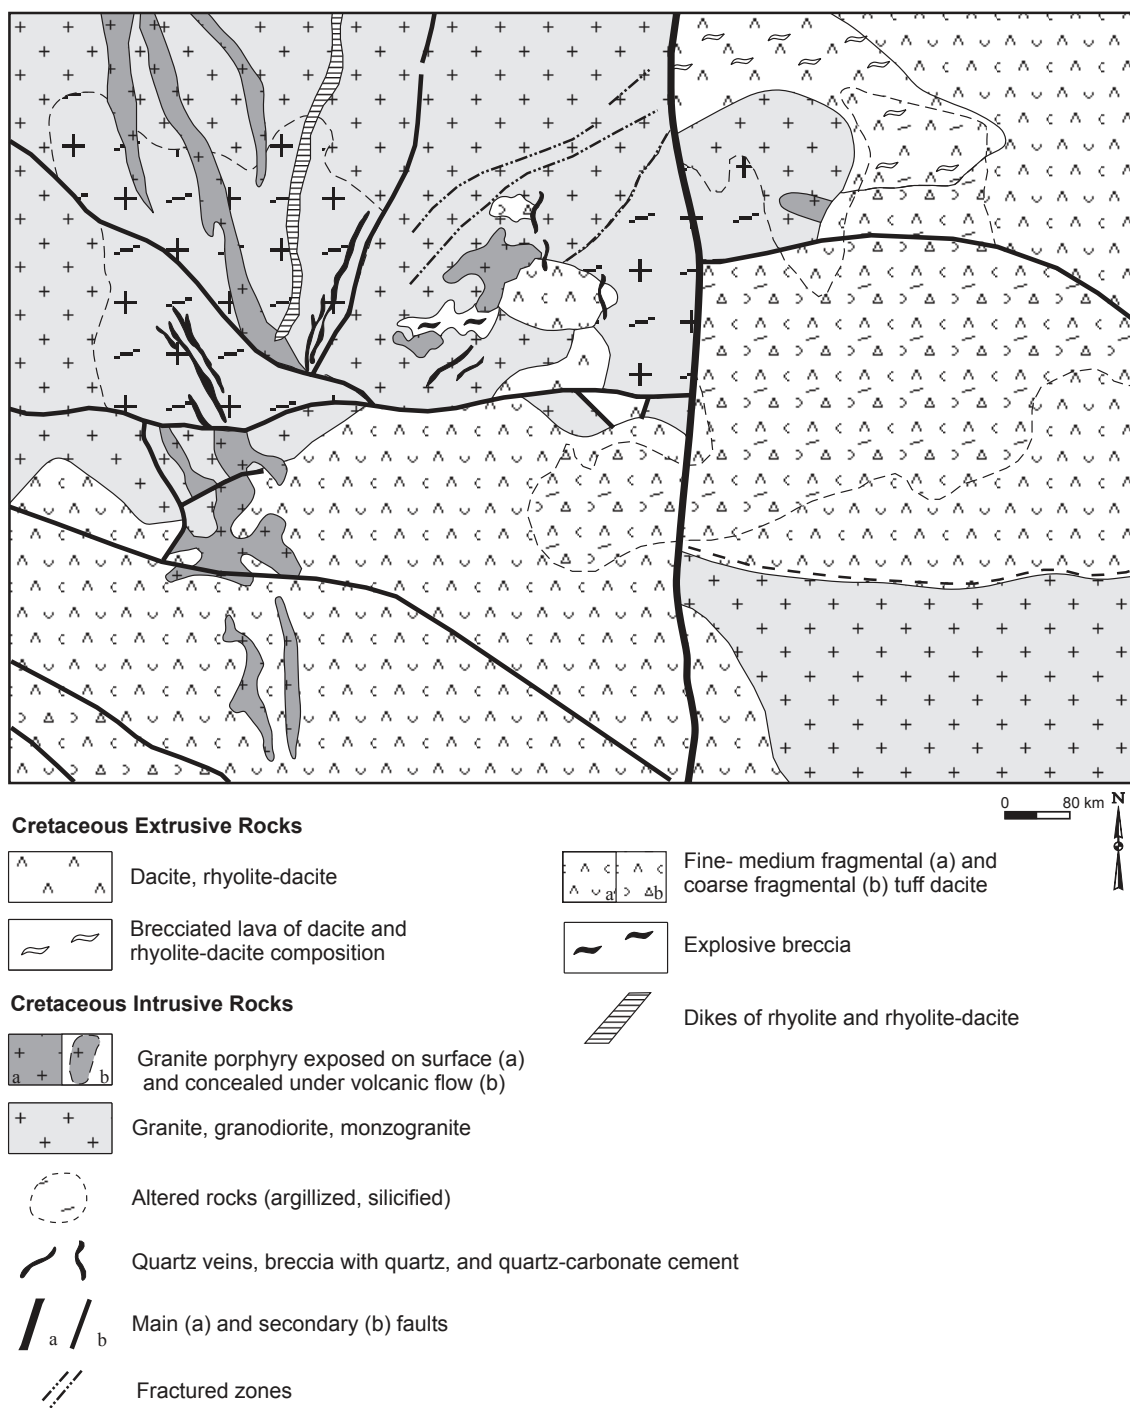 0 80 km N
Cretaceous Extrusive Rocks
Dacite, rhyolite-dacite
Brecciated lava of dacite and
rhyolite-dacite composition
a b
Fine- medium fragmental (a) and
coarse fragmental (b) tuff dacite
Explosive breccia
Dikes of rhyolite and rhyolite-dacite
Cretaceous Intrusive Rocks
a b
Granite porphyry exposed on surface (a)
and concealed under volcanic flow (b)
Granite, granodiorite, monzogranite
Altered rocks (argillized, silicified)
Quartz veins, breccia with quartz, and quartz-carbonate cement
a b
Main (a) and secondary (b) faults
Fractured zones